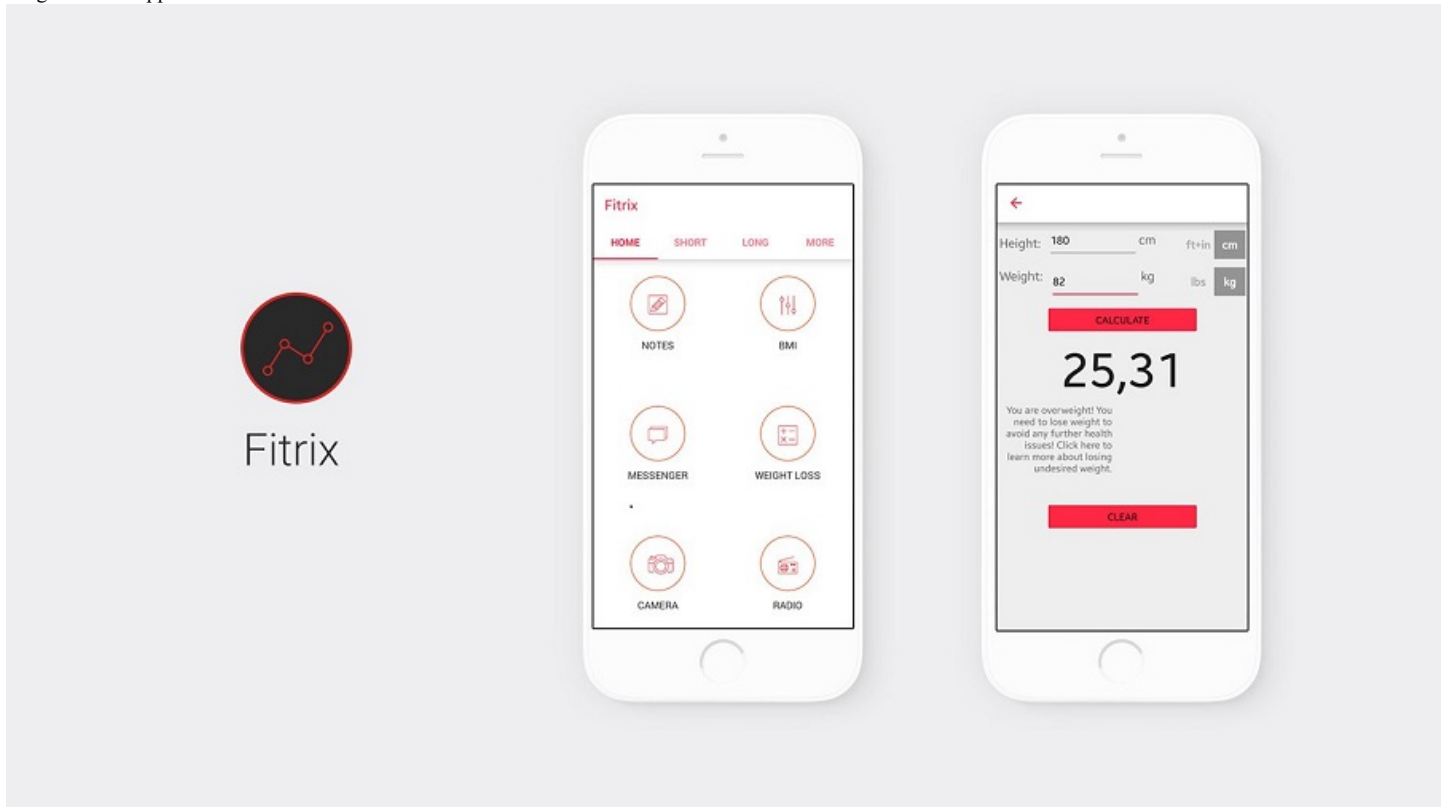 Fitrix
Fitrix
HOME SHORT LONG MORE
NOTES BMI
MESSENGER WEIGHT LOSS
CAMERA RADIO
Height: 180 cm ft+in cm
Weight: 82 kg lbs kg
CALCULATE
25,31
You are overweight! You
need to lose weight to
avoid any further health
issues! Click here to
learn more about losing
undesired weight.
CLEAR